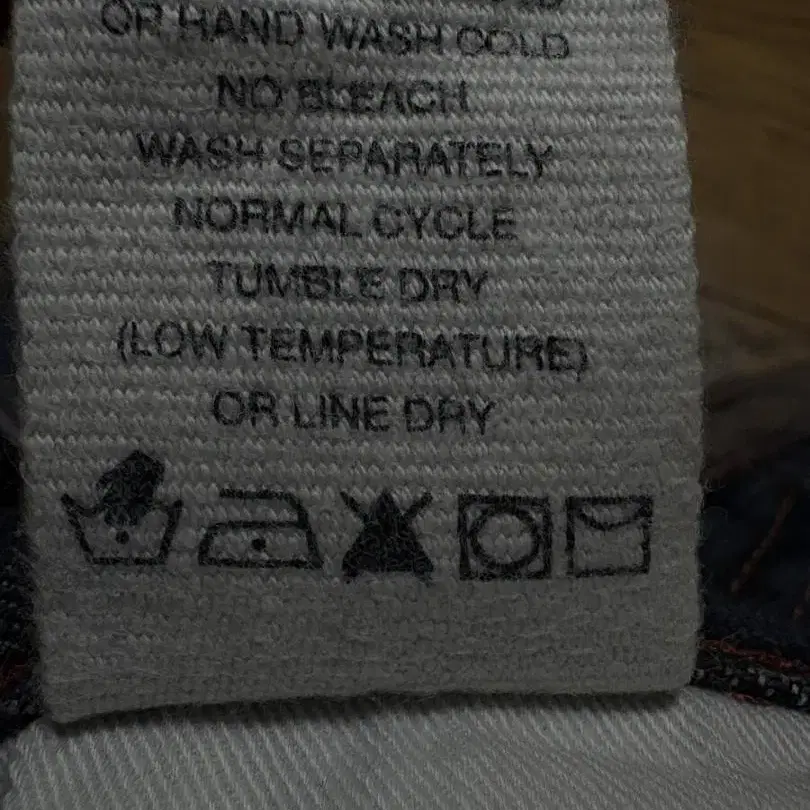 OR HAND WASH COLD
NO BLEACH
WASH SEPARATELY
NORMAL CYCLE
TUMBLE DRY
(LOW TEMPERATURE)
OR LINE DRY